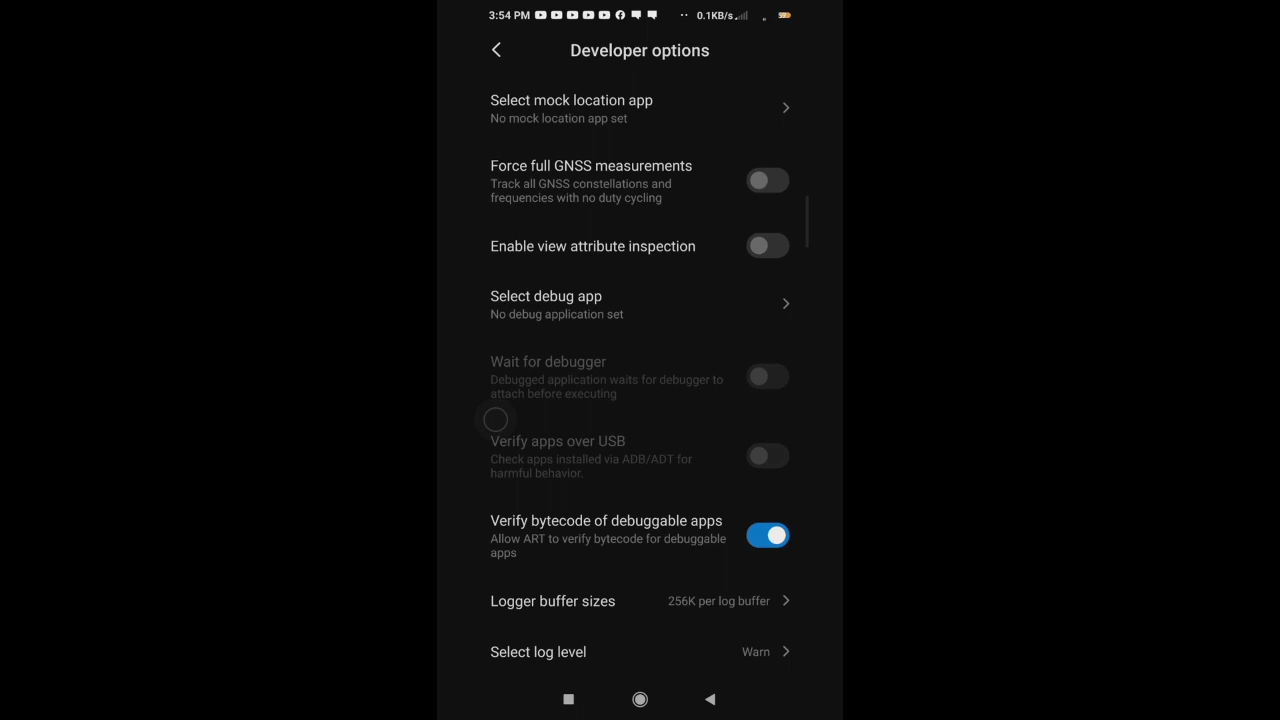 3:54 PM 0.1KB/s
Developer options
Select mock location app
No mock location app set
Force full GNSS measurements
Track all GNSS constellations and
frequencies with no duty cycling
Enable view attribute inspection
Select debug app
No debug application set
Wait for debugger
Debugged application waits for debugger to
attach before executing
Verify apps over USB
Check apps installed via ADB/ADT for
harmful behavior.
Verify bytecode of debuggable apps
Allow ART to verify bytecode for debuggable
apps
Logger buffer sizes 256K per log buffer
Select log level Warn